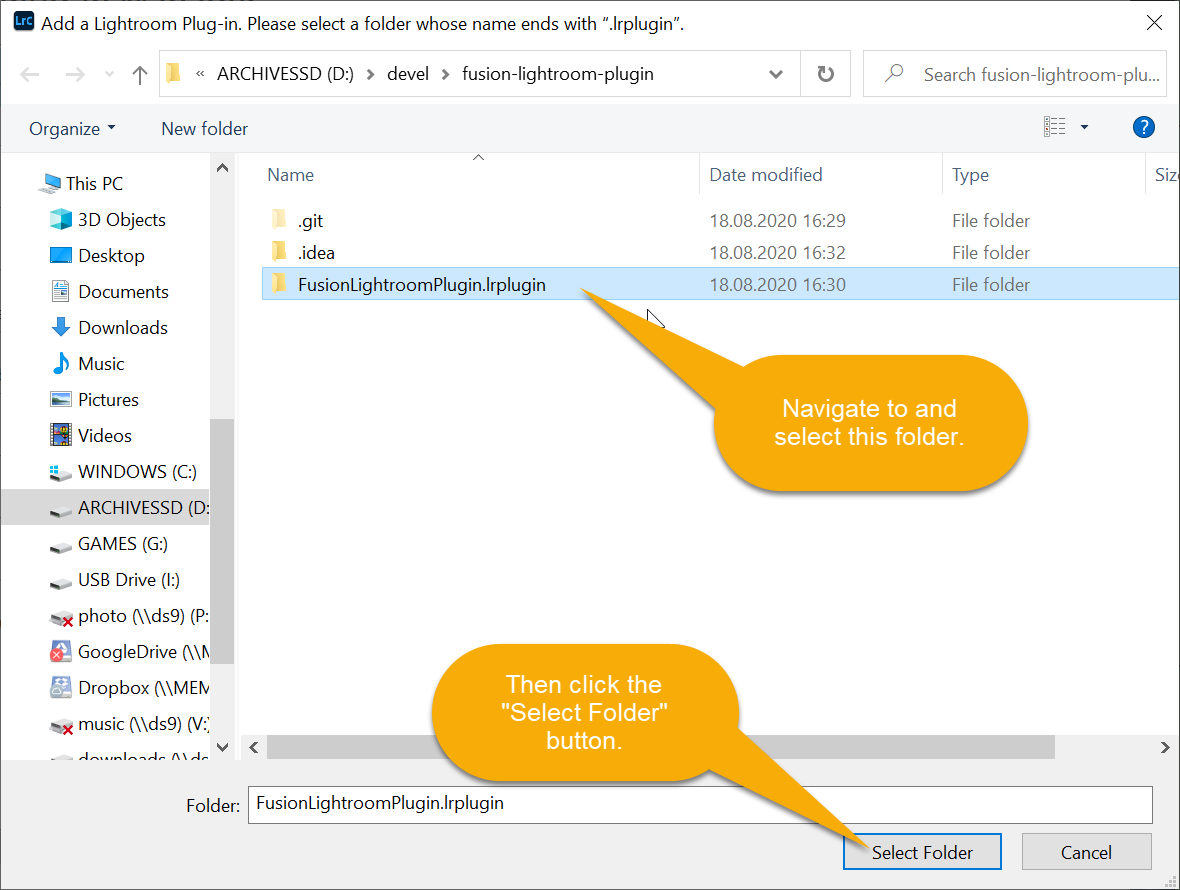 LrC Add a Lightroom Plug-in. Please select a folder whose name ends with “.lrplugin”.
« ARCHIVESSD (D:) > devel > fusion-lightroom-plugin
Search fusion-lightroom-plu...
Organize
New folder
?
This PC
3D Objects
Desktop
Documents
Downloads
Music
Pictures
Videos
WINDOWS (C:)
ARCHIVESSD (D:
GAMES (G:)
USB Drive (I:)
photo (\\ds9) (P:
GoogleDrive (\\M
Dropbox (\\MEM
music (\\ds9) (V:)
downloads (\\ds
Name Date modified Type Siz
.git 18.08.2020 16:29 File folder
.idea 18.08.2020 16:32 File folder
FusionLightroomPlugin.lrplugin 18.08.2020 16:30 File folder
Navigate to and
select this folder.
Then click the
"Select Folder"
button.
Folder: FusionLightroomPlugin.lrplugin
Select Folder
Cancel